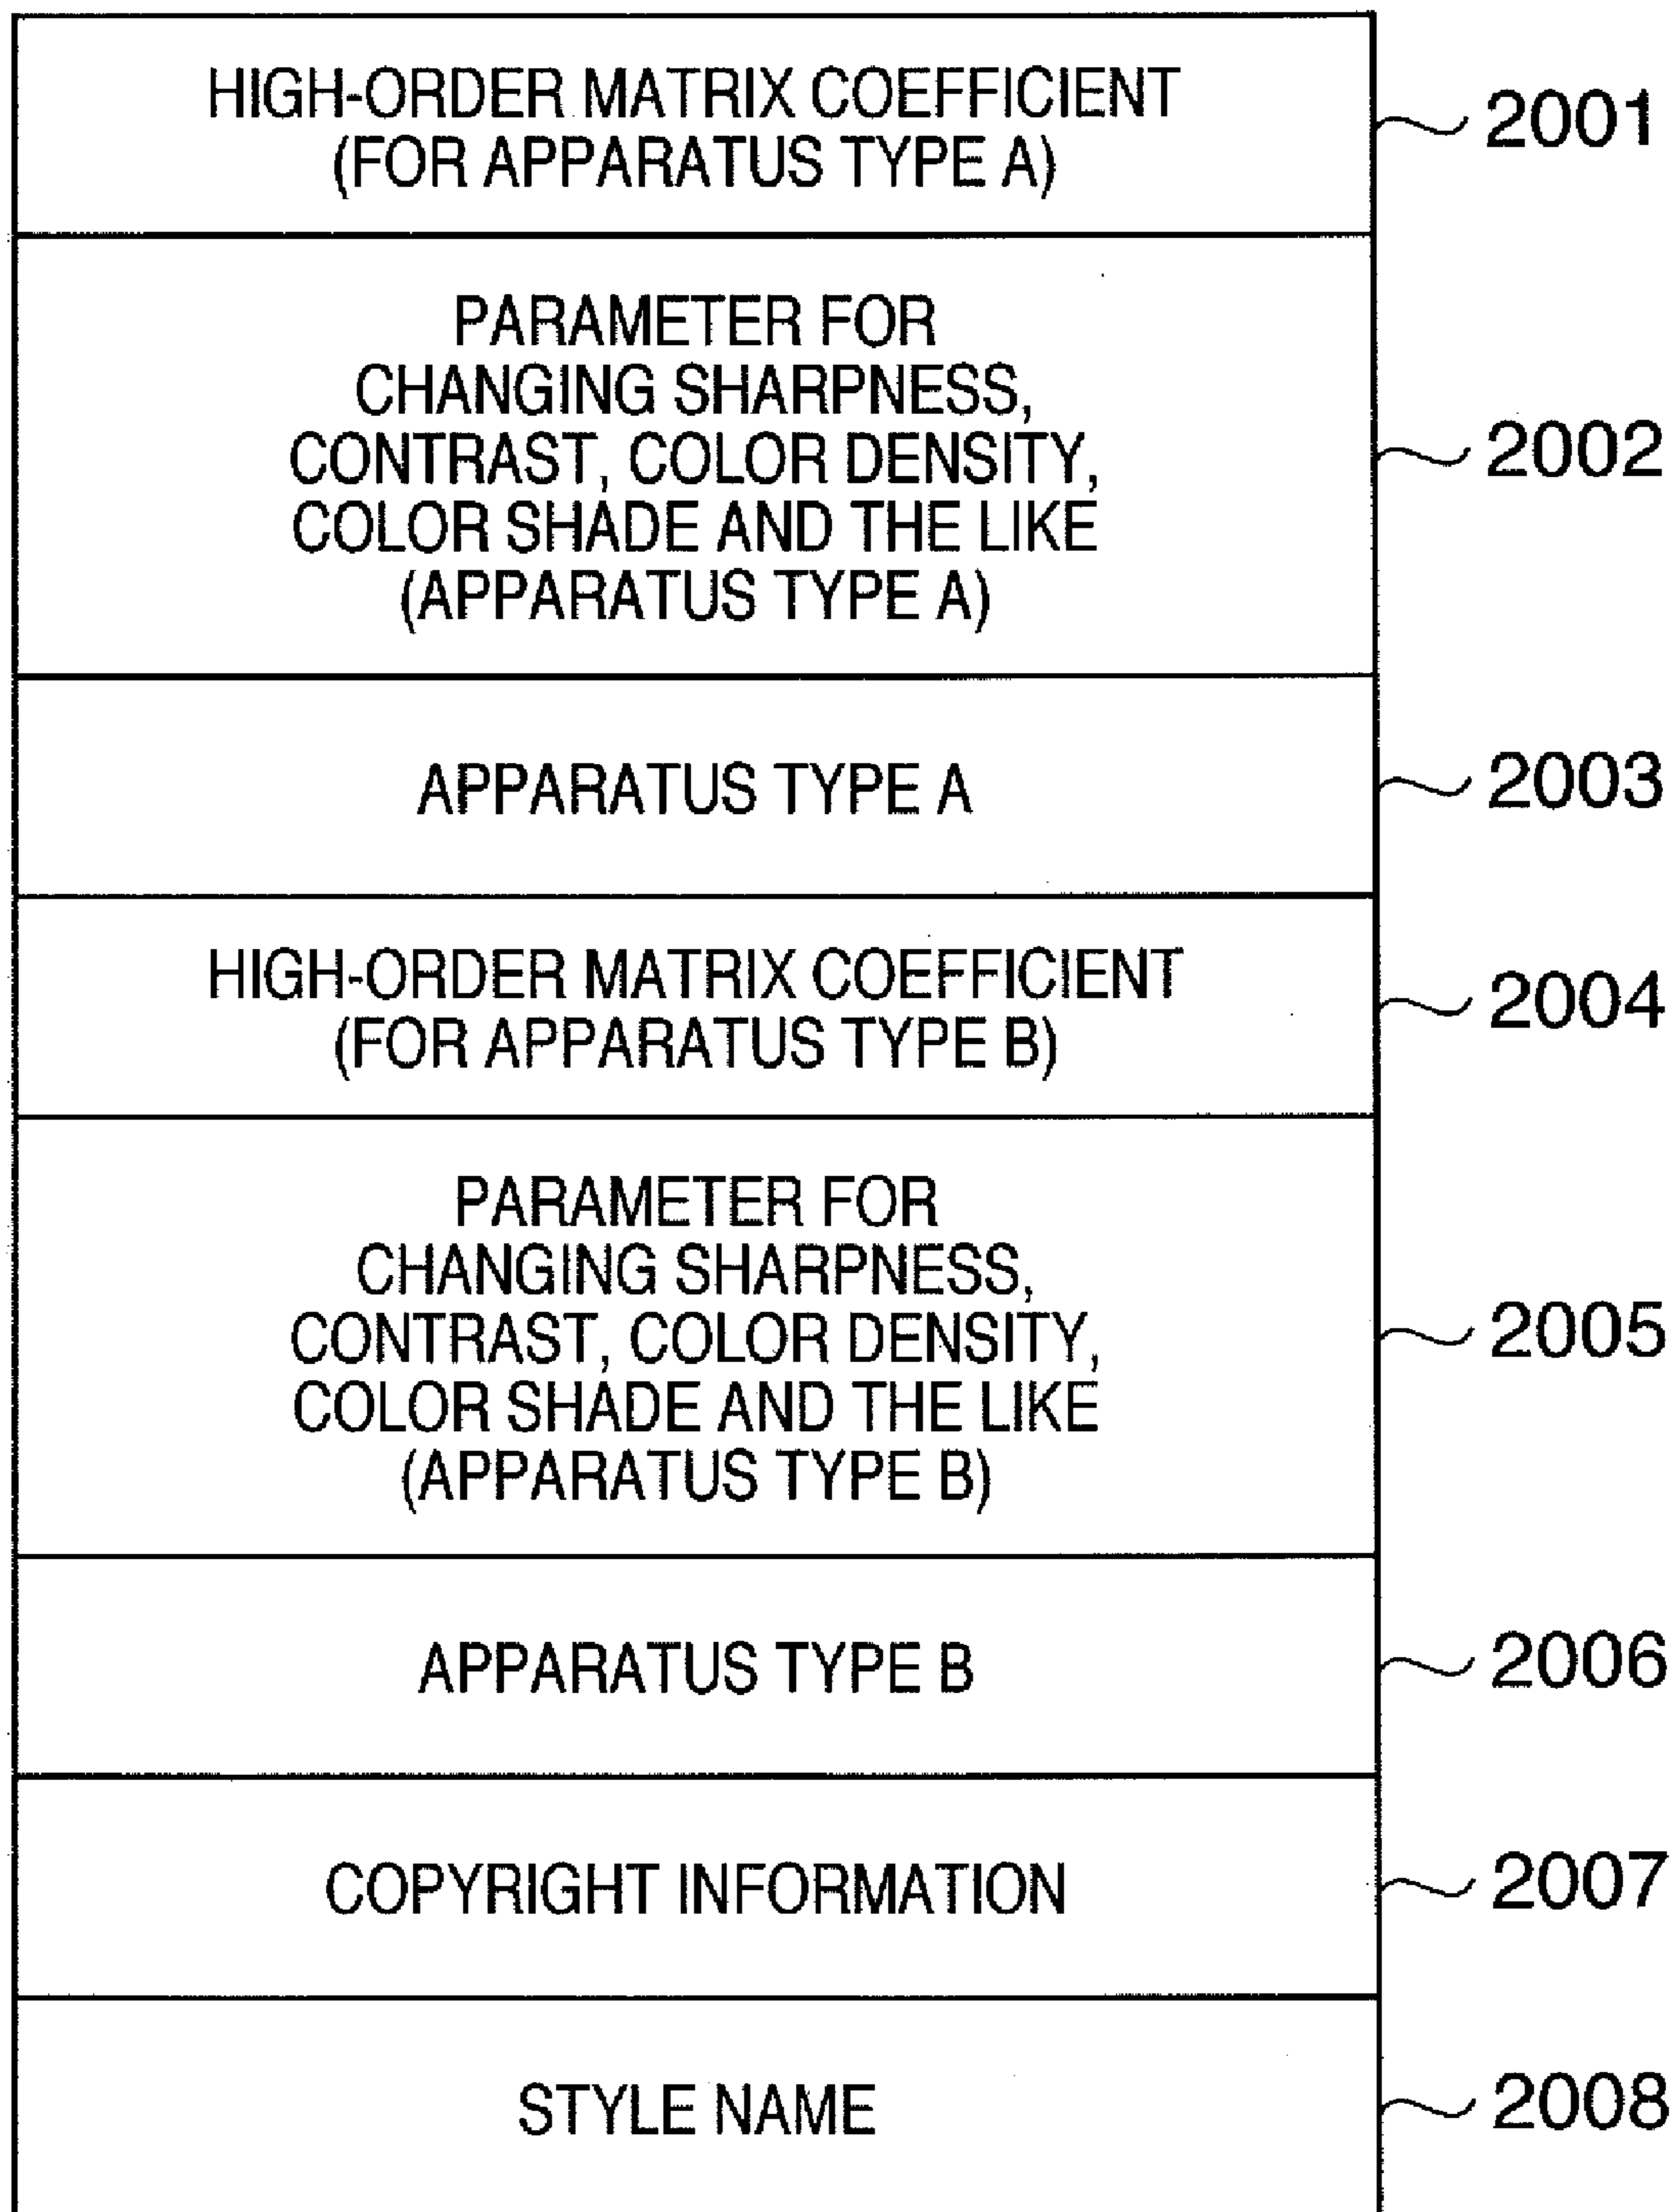 HIGH-ORDER MATRIX COEFFICIENT
(FOR APPARATUS TYPE A)
2001
PARAMETER FOR
CHANGING SHARPNESS,
CONTRAST, COLOR DENSITY,
COLOR SHADE AND THE LIKE
(APPARATUS TYPE A)
2002
APPARATUS TYPE A
2003
HIGH-ORDER MATRIX COEFFICIENT
(FOR APPARATUS TYPE B)
2004
PARAMETER FOR
CHANGING SHARPNESS,
CONTRAST, COLOR DENSITY,
COLOR SHADE AND THE LIKE
(APPARATUS TYPE B)
2005
APPARATUS TYPE B
2006
COPYRIGHT INFORMATION
2007
STYLE NAME
2008